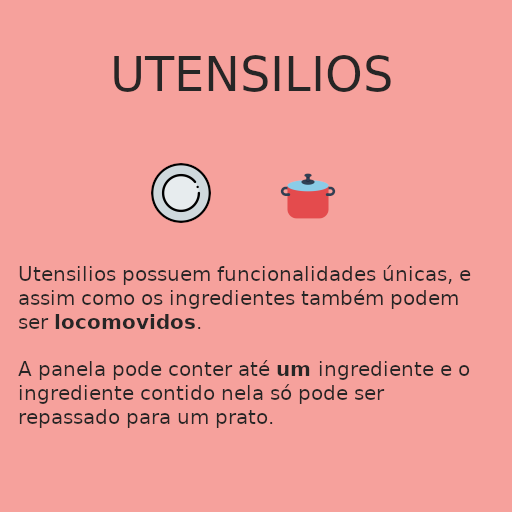 UTENSILIOS
Utensilios possuem funcionalidades únicas, e
assim como os ingredientes também podem
ser locomovidos.
A panela pode conter até um ingrediente e o
ingrediente contido nela só pode ser
repassado para um prato.